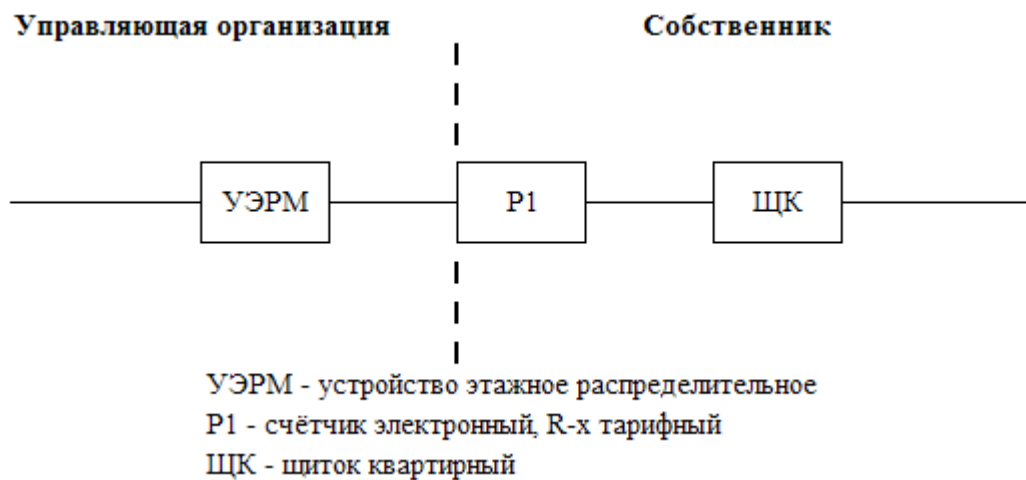 Управляющая организация
Собственник
УЭРМ
Р1
ЩК
УЭРМ - устройство этажное распределительное
Р1 - счётчик электронный, R-х тарифный
ЩК - щиток квартирный